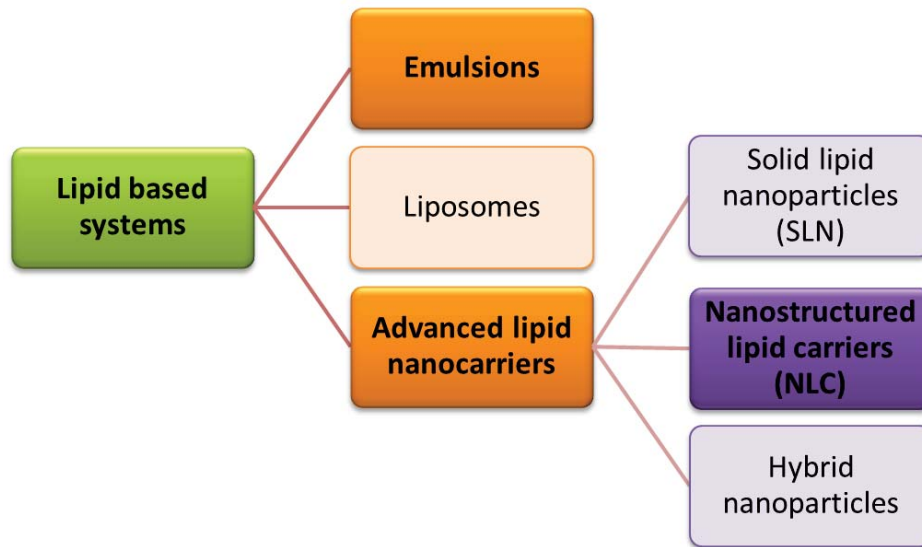 Lipid based
systems
Emulsions
Liposomes
Advanced lipid
nanocarriers
Solid lipid
nanoparticles
(SLN)
Nanostructured
lipid carriers
(NLC)
Hybrid
nanoparticles